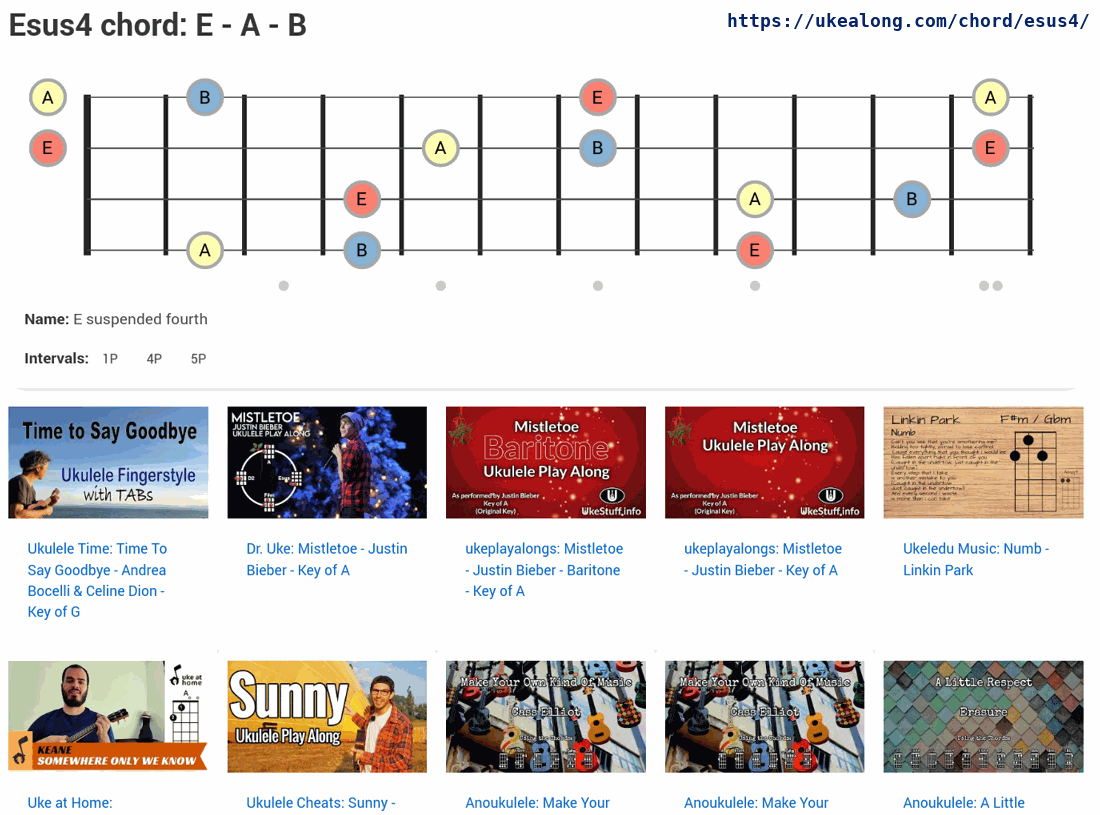 Esus4 chord: E - A - B
https://ukealong.com/chord/esus4/
A B E A
E A B E
E A B
A B E
Name: E suspended fourth
Intervals: 1P 4P 5P
Time to Say Goodbye
Ukulele Fingerstyle
with TABs
MISTLETOE
JUSTIN BIEBER
UKULELE PLAY ALONG
Mistletoe
Baritone
Ukulele Play Along
As performed by Justin Bieber
Key of A
(Original Key)
UkeStuff.info
Mistletoe
Ukulele Play Along
As performed by Justin Bieber
Key of A
(Original Key)
UkeStuff.info
Linkin Park F#m / Gbm
Numb
Ukulele Time: Time To
Say Goodbye - Andrea
Bocelli & Celine Dion -
Key of G
Dr. Uke: Mistletoe - Justin
Bieber - Key of A
ukeplayalongs: Mistletoe
- Justin Bieber - Baritone
- Key of A
ukeplayalongs: Mistletoe
- Justin Bieber - Key of A
Ukeledu Music: Numb -
Linkin Park
uke at
home
A
KEANE
SOMEWHERE ONLY WE KNOW
Sunny
Ukulele Play Along
Make Your Own Kind Of Music
Cass Elliot
Make Your Own Kind Of Music
Cass Elliot
A Little Respect
Erasure
Uke at Home:
Ukulele Cheats: Sunny -
Anoukulele: Make Your
Anoukulele: Make Your
Anoukulele: A Little